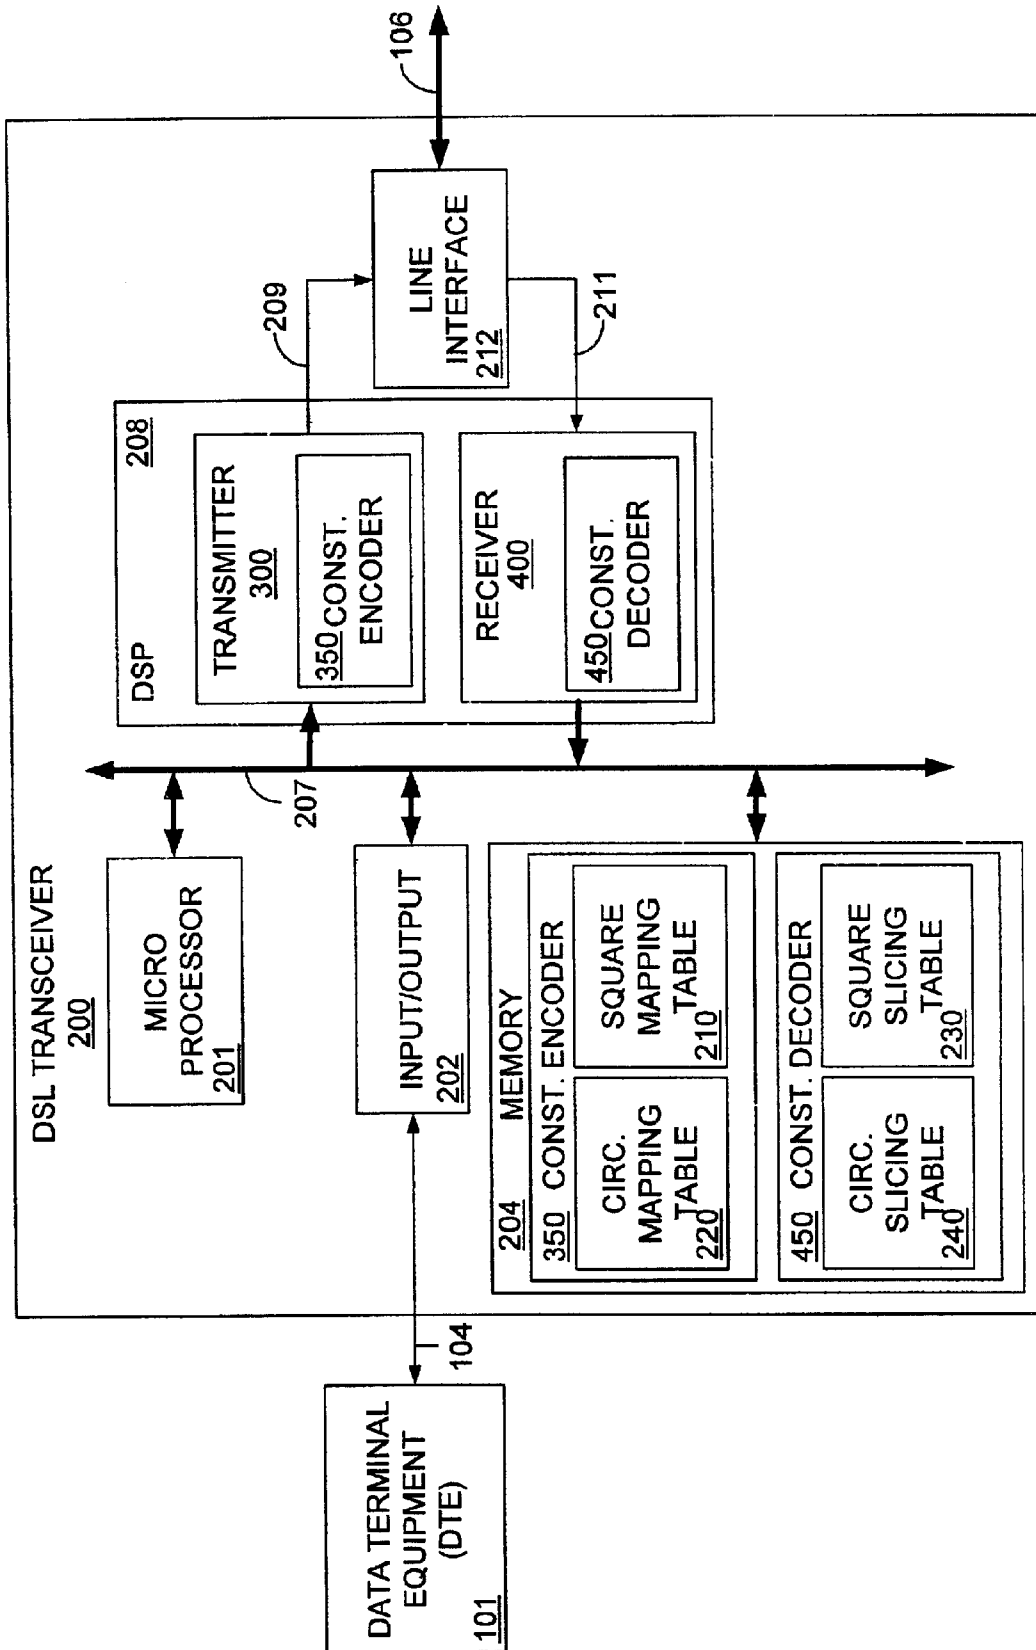 DSL TRANSCEIVER
200
MICRO
PROCESSOR
201
207
INPUT/OUTPUT
202
DATA TERMINAL
EQUIPMENT
(DTE)
101
104
MEMORY
204
350 CONST. ENCODER
CIRC.
MAPPING
TABLE
220
SQUARE
MAPPING
TABLE
210
450 CONST. DECODER
CIRC.
SLICING
TABLE
240
SQUARE
SLICING
TABLE
230
DSP
208
TRANSMITTER
300
350 CONST.
ENCODER
RECEIVER
400
450 CONST.
DECODER
209
211
LINE
INTERFACE
212
106